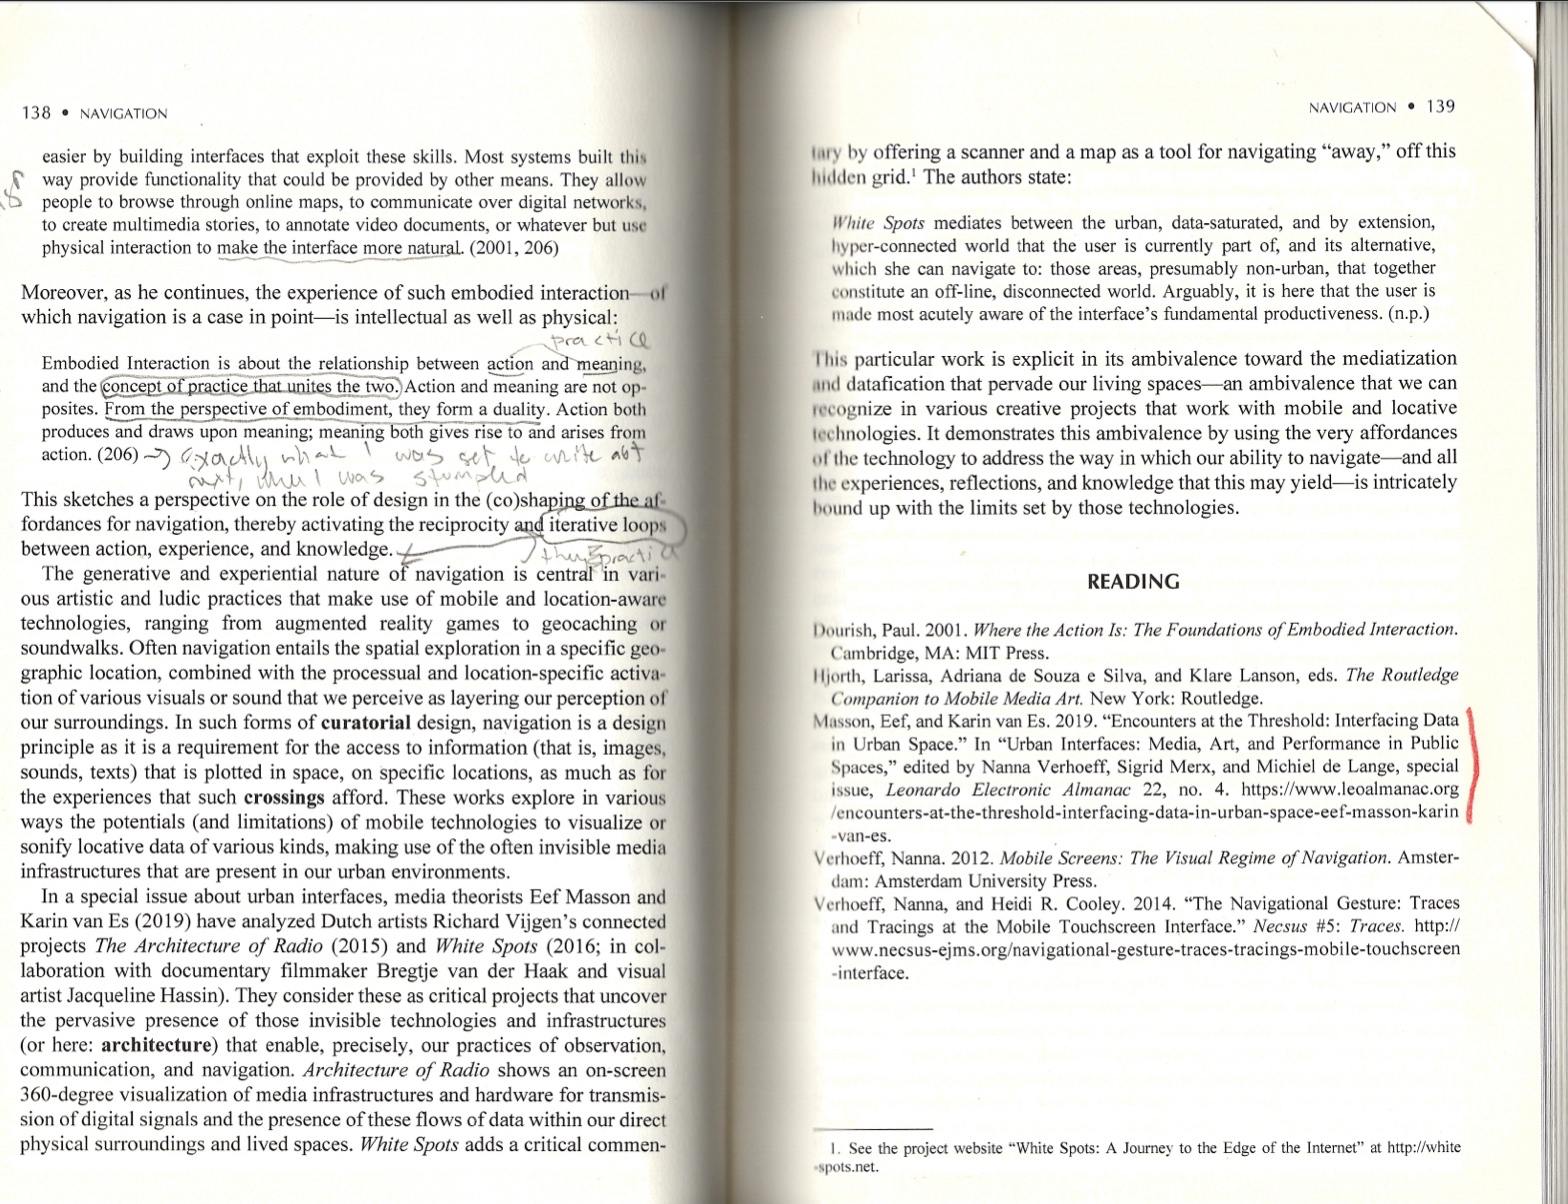 138 • NAVIGATION
easier by building interfaces that exploit these skills. Most systems built this
way provide functionality that could be provided by other means. They allow
people to browse through online maps, to communicate over digital networks,
to create multimedia stories, to annotate video documents, or whatever but use
physical interaction to make the interface more natural. (2001, 206)
Moreover, as he continues, the experience of such embodied interaction—of
which navigation is a case in point—is intellectual as well as physical:
practice
Embodied Interaction is about the relationship between action and meaning,
and the concept of practice that unites the two. Action and meaning are not op-
posites. From the perspective of embodiment, they form a duality. Action both
produces and draws upon meaning; meaning both gives rise to and arises from
action. (206) → exactly what I was set to write abt
next, when I was stumped
This sketches a perspective on the role of design in the (co)shaping of the af-
fordances for navigation, thereby activating the reciprocity and iterative loops
between action, experience, and knowledge.
The generative and experiential nature of navigation is central in vari-
ous artistic and ludic practices that make use of mobile and location-aware
technologies, ranging from augmented reality games to geocaching or
soundwalks. Often navigation entails the spatial exploration in a specific geo-
graphic location, combined with the processual and location-specific activa-
tion of various visuals or sound that we perceive as layering our perception of
our surroundings. In such forms of curatorial design, navigation is a design
principle as it is a requirement for the access to information (that is, images,
sounds, texts) that is plotted in space, on specific locations, as much as for
the experiences that such crossings afford. These works explore in various
ways the potentials (and limitations) of mobile technologies to visualize or
sonify locative data of various kinds, making use of the often invisible media
infrastructures that are present in our urban environments.
In a special issue about urban interfaces, media theorists Eef Masson and
Karin van Es (2019) have analyzed Dutch artists Richard Vijgen's connected
projects The Architecture of Radio (2015) and White Spots (2016; in col-
laboration with documentary filmmaker Bregtje van der Haak and visual
artist Jacqueline Hassin). They consider these as critical projects that uncover
the pervasive presence of those invisible technologies and infrastructures
(or here: architecture) that enable, precisely, our practices of observation,
communication, and navigation. Architecture of Radio shows an on-screen
360-degree visualization of media infrastructures and hardware for transmis-
sion of digital signals and the presence of these flows of data within our direct
physical surroundings and lived spaces. White Spots adds a critical commen-
NAVIGATION • 139
tary by offering a scanner and a map as a tool for navigating “away,” off this
hidden grid.1 The authors state:
White Spots mediates between the urban, data-saturated, and by extension,
hyper-connected world that the user is currently part of, and its alternative,
which she can navigate to: those areas, presumably non-urban, that together
constitute an off-line, disconnected world. Arguably, it is here that the user is
made most acutely aware of the interface's fundamental productiveness. (n.p.)
This particular work is explicit in its ambivalence toward the mediatization
and datafication that pervade our living spaces—an ambivalence that we can
recognize in various creative projects that work with mobile and locative
technologies. It demonstrates this ambivalence by using the very affordances
of the technology to address the way in which our ability to navigate—and all
the experiences, reflections, and knowledge that this may yield—is intricately
bound up with the limits set by those technologies.
READING
Dourish, Paul. 2001. Where the Action Is: The Foundations of Embodied Interaction.
Cambridge, MA: MIT Press.
Hjorth, Larissa, Adriana de Souza e Silva, and Klare Lanson, eds. The Routledge
Companion to Mobile Media Art. New York: Routledge.
Masson, Eef, and Karin van Es. 2019. “Encounters at the Threshold: Interfacing Data
in Urban Space.” In “Urban Interfaces: Media, Art, and Performance in Public
Spaces,” edited by Nanna Verhoeff, Sigrid Merx, and Michiel de Lange, special
issue, Leonardo Electronic Almanac 22, no. 4. https://www.leoalmanac.org
/encounters-at-the-threshold-interfacing-data-in-urban-space-eef-masson-karin
-van-es.
Verhoeff, Nanna. 2012. Mobile Screens: The Visual Regime of Navigation. Amster-
dam: Amsterdam University Press.
Verhoeff, Nanna, and Heidi R. Cooley. 2014. “The Navigational Gesture: Traces
and Tracings at the Mobile Touchscreen Interface.” Necsus #5: Traces. http://
www.necsus-ejms.org/navigational-gesture-traces-tracings-mobile-touchscreen
-interface.
1. See the project website “White Spots: A Journey to the Edge of the Internet” at http://white
-spots.net.